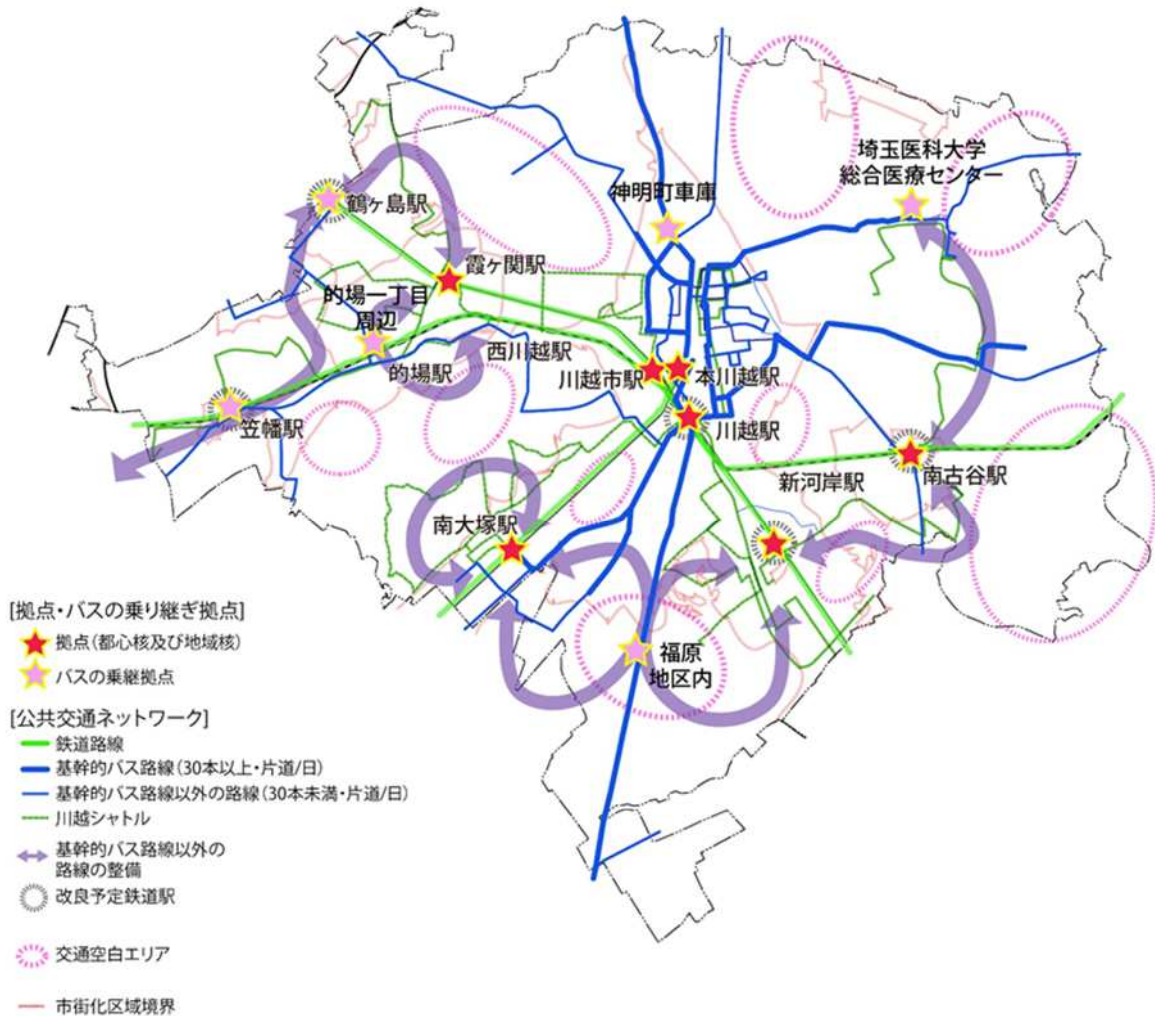 埼玉医科大学
総合医療センター
神明町車庫
鶴ヶ島駅
霞ヶ関駅
的場一丁目
周辺
西川越駅
的場駅
川越市駅
本川越駅
笠幡駅
川越駅
新河岸駅
南古谷駅
南大塚駅
福原
地区内
[拠点・バスの乗り継ぎ拠点]
拠点(都心核及び地域核)
バスの乗継拠点
[公共交通ネットワーク]
鉄道路線
基幹的バス路線(30本以上・片道/日)
基幹的バス路線以外の路線(30本未満・片道/日)
川越シャトル
基幹的バス路線以外の
路線の整備
改良予定鉄道駅
交通空白エリア
市街化区域境界